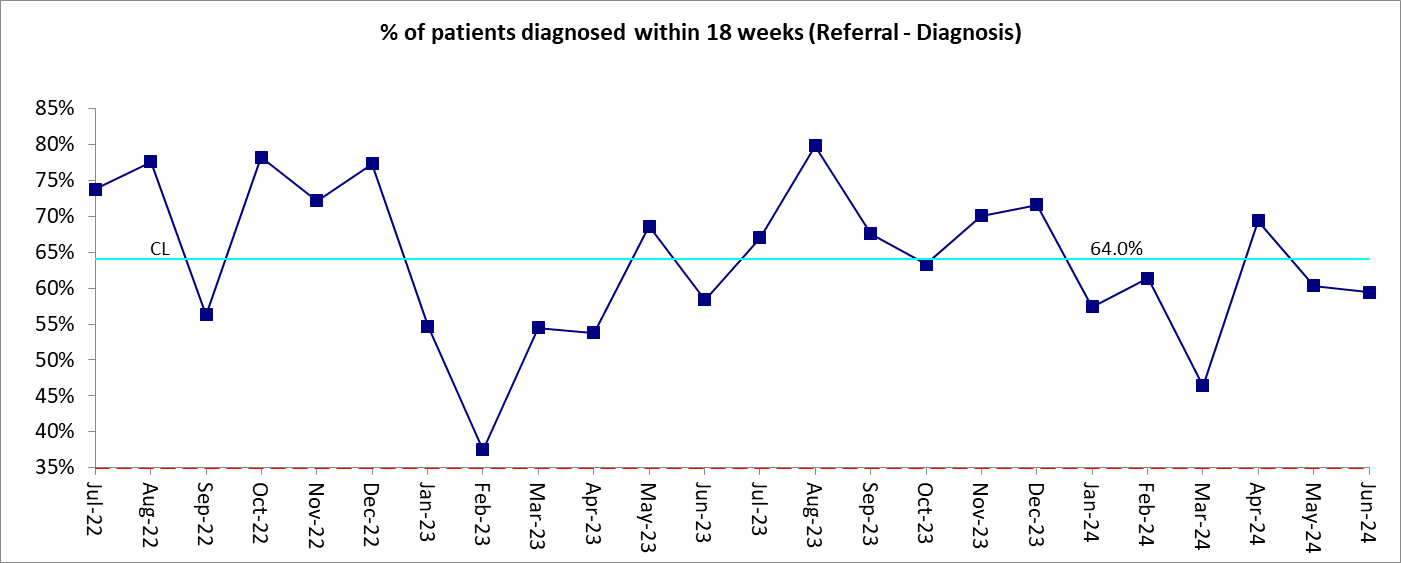 % of patients diagnosed within 18 weeks (Referral - Diagnosis)
85%
80%
75%
70%
65%
60%
55%
50%
45%
40%
35%
CL
64.0%
Jul-22
Aug-22
Sep-22
Oct-22
Nov-22
Dec-22
Jan-23
Feb-23
Mar-23
Apr-23
May-23
Jun-23
Jul-23
Aug-23
Sep-23
Oct-23
Nov-23
Dec-23
Jan-24
Feb-24
Mar-24
Apr-24
May-24
Jun-24